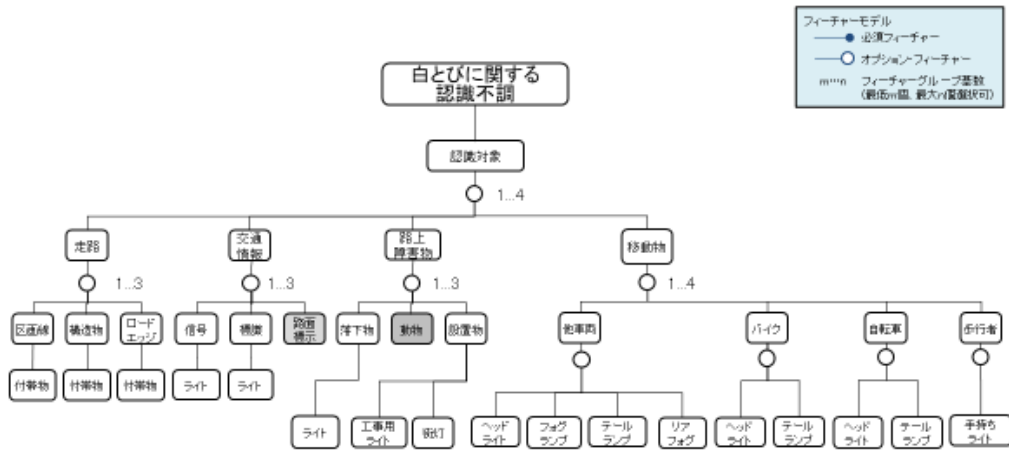 フィーチャーモデル
必須フィーチャー
オプション・フィーチャー
m…n フィーチャーグループ基数
(最低m個、最大n個選択可)
白とびに関する
認識不調
認識対象
1...4
走路
交通
情報
路上
障害物
移動物
1...3
1...3
1...3
1...4
区画線
構造物
ロード
エッジ
信号
標識
路面
標示
落下物
動物
設置物
他車両
バイク
自転車
歩行者
付帯物
付帯物
付帯物
ライト
ライト
ライト
工事用
ライト
街灯
ヘッド
ライト
フォグ
ランプ
テール
ランプ
リア
フォグ
ヘッド
ライト
テール
ランプ
ヘッド
ライト
テール
ランプ
手持ち
ライト